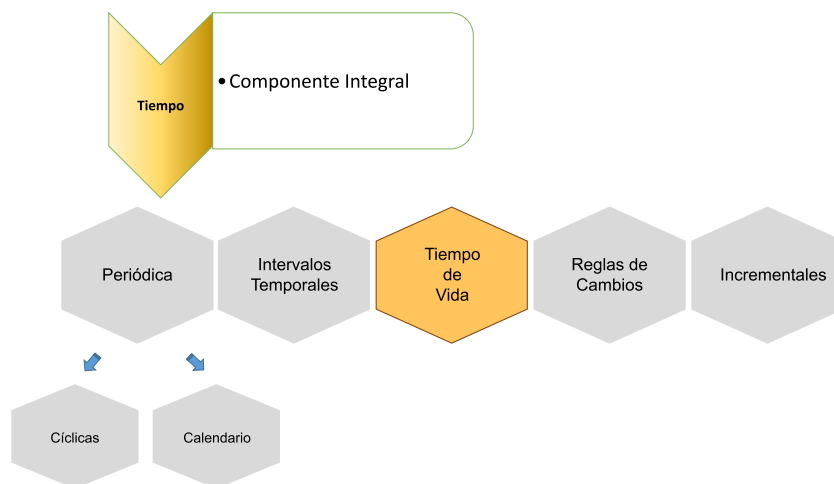 Tiempo
• Componente Integral
Periódica
Intervalos
Temporales
Tiempo
de
Vida
Reglas de
Cambios
Incrementales
Cíclicas
Calendario